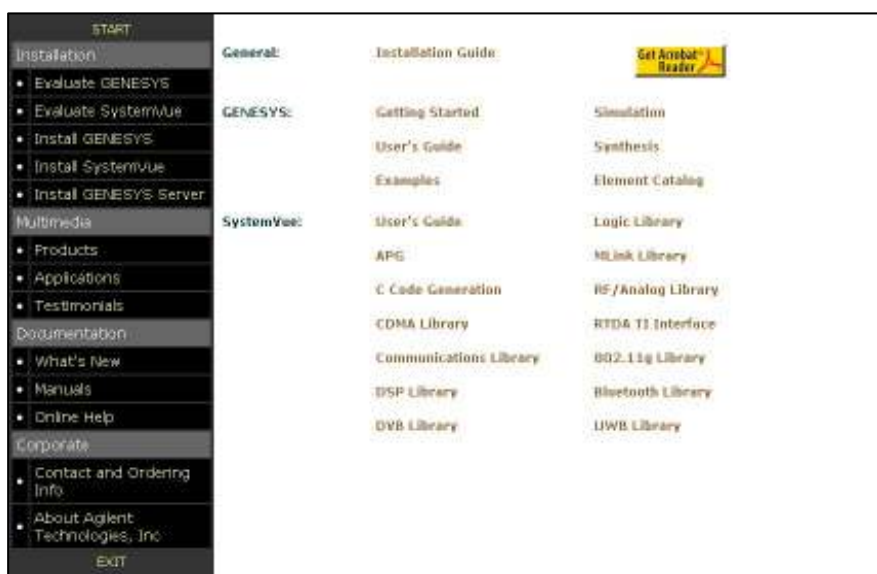 START
Installation
• Evaluate GENESYS
• Evaluate SystemVue
• Install GENESYS
• Install SystemVue
• Install GENESYS Server
Multimedia
• Products
• Applications
• Testimonials
Documentation
• What's New
• Manuals
• Online Help
Corporate
• Contact and Ordering
Info
• About Agilent
Technologies, Inc
EXIT
General: Installation Guide
Get Acrobat
Reader
GENESYS: Getting Started Simulation
User's Guide Synthesis
Examples Element Catalog
SystemVue: User's Guide Logic Library
APG MLink Library
C Code Generation RF/Analog Library
CDMA Library RTDA TI Interface
Communications Library 802.11g Library
DSP Library Bluetooth Library
DVB Library UWB Library